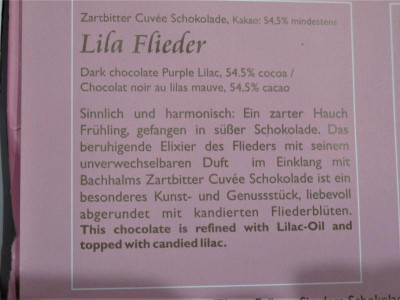 Zartbitter Cuvée Schokolade, Kakao: 54,5% mindestens
Lila Flieder
Dark chocolate Purple Lilac, 54.5% cocoa /
Chocolat noir au lilas mauve, 54,5% cacao
Sinnlich und harmonisch: Ein zarter Hauch
Frühling, gefangen in süßer Schokolade. Das
beruhigende Elixier des Flieders mit seinem
unverwechselbaren Duft im Einklang mit
Bachhalms Zartbitter Cuvée Schokolade ist ein
besonderes Kunst- und Genussstück, liebevoll
abgerundet mit kandierten Fliederblüten.
This chocolate is refined with Lilac-Oil and
topped with candied lilac.